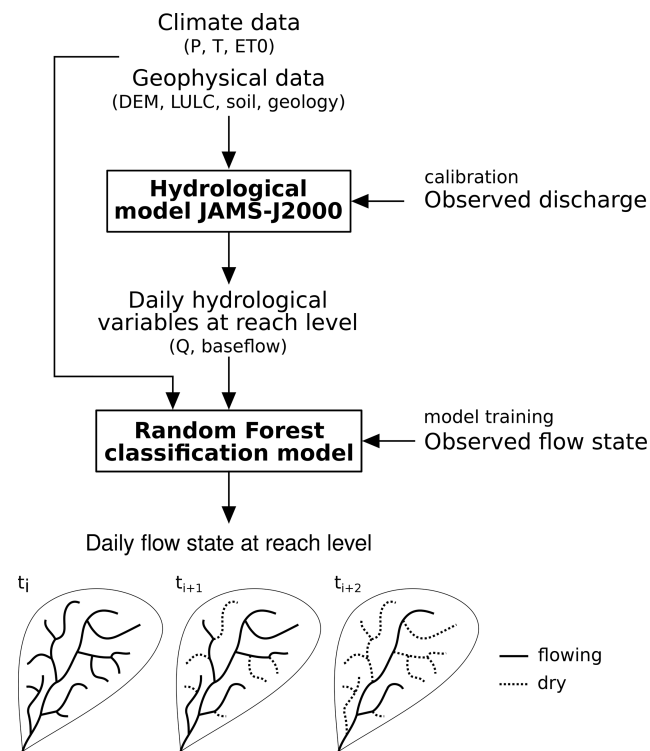 Climate data
(P, T, ET0)
Geophysical data
(DEM, LULC, soil, geology)
Hydrological
model JAMS-J2000
calibration
Observed discharge
Daily hydrological
variables at reach level
(Q, baseflow)
Random Forest
classification model
model training
Observed flow state
Daily flow state at reach level
ti
ti+1
ti+2
flowing
dry